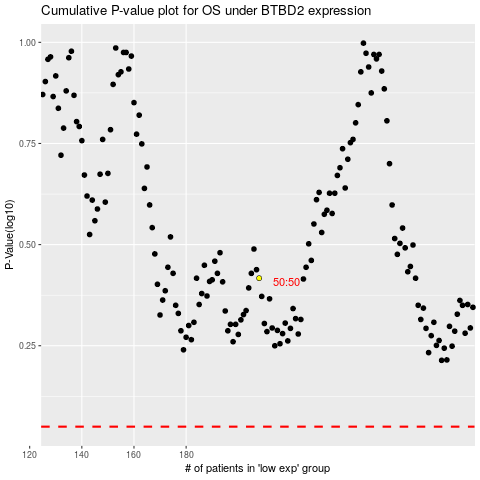 Cumulative P-value plot for OS under BTBD2 expression
P-Value(log10)
1.00
0.75
0.50
0.25
50:50
120 140 160 180
# of patients in 'low exp' group